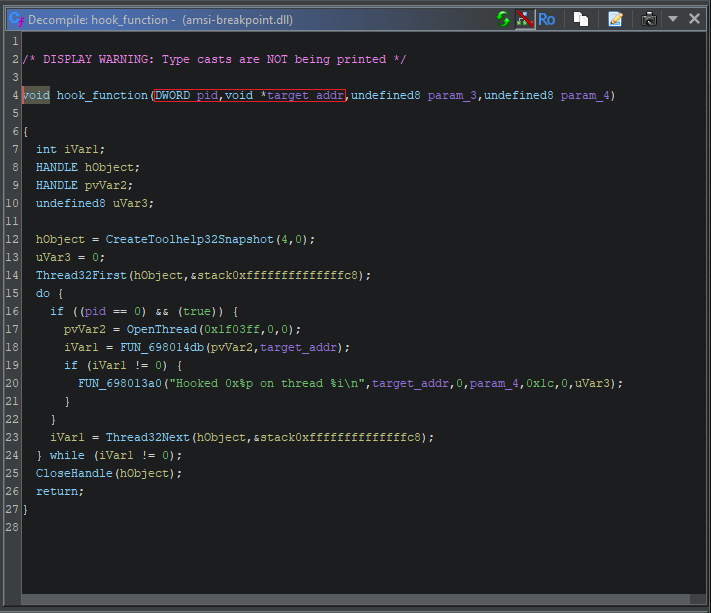 Decompile: hook_function - (amsi-breakpoint.dll)
Ro
1
2 /* DISPLAY WARNING: Type casts are NOT being printed */
3
4 void hook_function(DWORD pid,void *target_addr,undefined8 param_3,undefined8 param_4)
5
6 {
7 int iVar1;
8 HANDLE hObject;
9 HANDLE pvVar2;
10 undefined8 uVar3;
11
12 hObject = CreateToolhelp32Snapshot(4,0);
13 uVar3 = 0;
14 Thread32First(hObject,&stack0xffffffffffffffc8);
15 do {
16 if ((pid == 0) && (true)) {
17 pvVar2 = OpenThread(0x1f03ff,0,0);
18 iVar1 = FUN_698014db(pvVar2,target_addr);
19 if (iVar1 != 0) {
20 FUN_698013a0("Hooked 0x%p on thread %i\n",target_addr,0,param_4,0x1c,0,uVar3);
21 }
22 }
23 iVar1 = Thread32Next(hObject,&stack0xffffffffffffffc8);
24 } while (iVar1 != 0);
25 CloseHandle(hObject);
26 return;
27 }
28